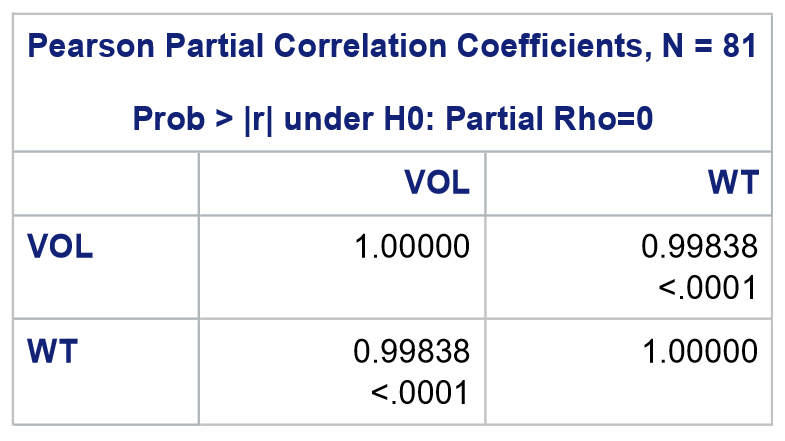 Pearson Partial Correlation Coefficients, N = 81
Prob > |r| under H0: Partial Rho=0
VOL WT
VOL 1.00000 0.99838
<.0001
WT 0.99838 1.00000
<.0001